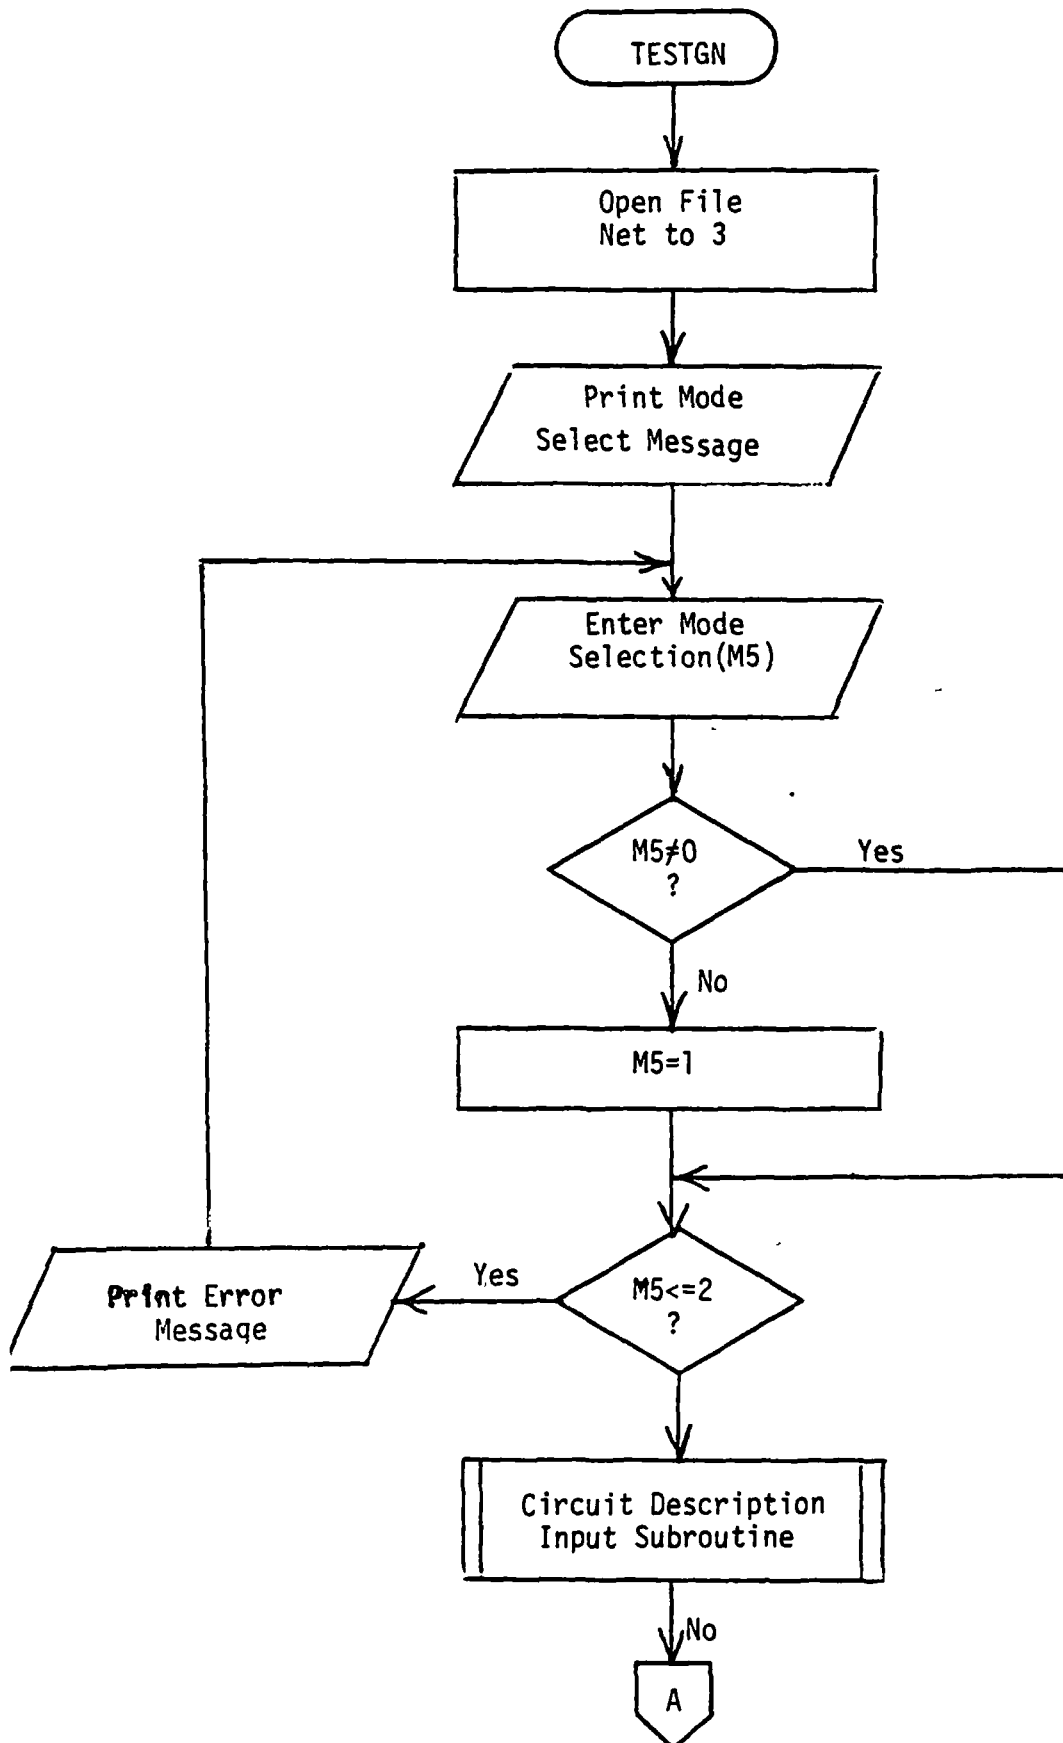 TESTGN
Open File
Net to 3
Print Mode
Select Message
Enter Mode
Selection(M5)
M5≠0
?
Yes
No
M5=1
M5<=2
?
Yes
Print Error
Message
Circuit Description
Input Subroutine
No
A